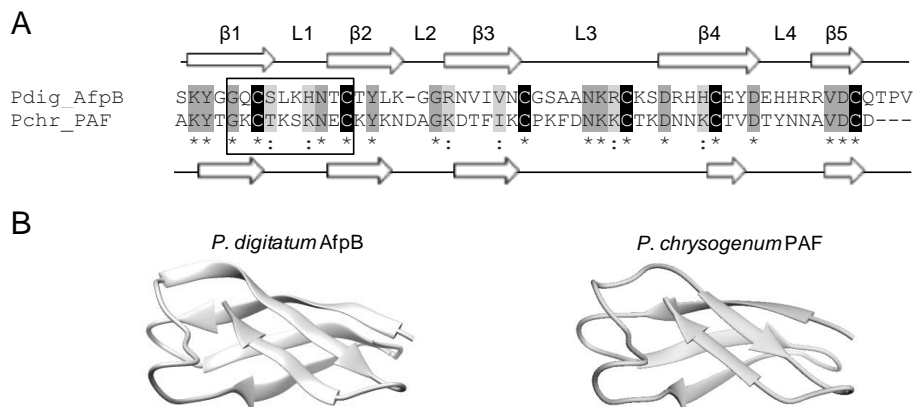 A
β1 L1 β2 L2 β3 L3 β4 L4 β5
Pdig_AfpB SKYGGQCSLKHNTCTYLK-GGRNVIVNCGSAANKRCKSDRHHCEYDEHHRRVDCQTPV
Pchr_PAF AKYTGKCTKSKNECKYKNDAGKDTFIKCPKFDNKKCTKDNNKCTVDTYNNAVDCD---
** * *: :* * * * : * **:* * :* * ***
B
P. digitatum AfpB P. chrysogenum PAF